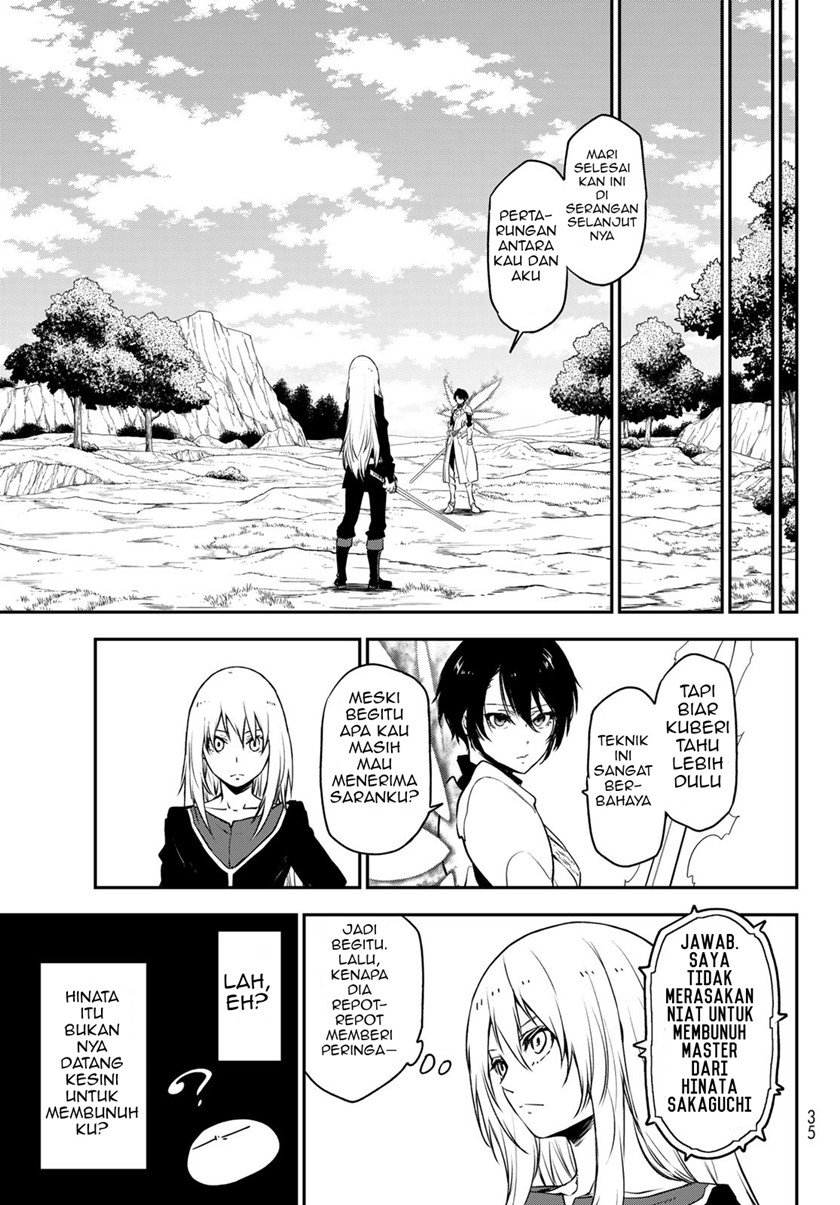 MARI
SELESAI
KAN INI
DI
SERANGAN
SELANJUT
NYA
PERTA-
RUNGAN
ANTARA
KAU DAN
AKU
TAPI
BIAR
KUBERI
TAHU
LEBIH
DULU
TEKNIK
INI
SANGAT
BER-
BAHAYA
MESKI
BEGITU
APA KAU
MASIH
MAU
MENERIMA
SARANKU?
JAWAB.
SAYA
TIDAK
MERASAKAN
NIAT UNTUK
MEMBUNUH
MASTER
DARI
HINATA
SAKAGUCHI
JADI
BEGITU.
LALU,
KENAPA
DIA
REPOT-
REPOT
MEMBERI
PERINGA—
LAH,
EH?
HINATA
ITU
BUKAN
NYA
DATANG
KESINI
UNTUK
MEMBUNUH
KU?
?
35